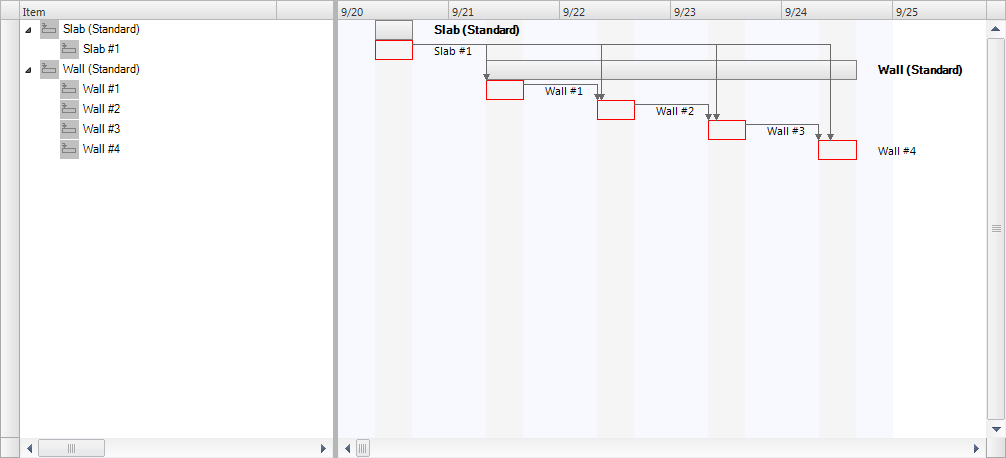 Item 9/20 9/21 9/22 9/23 9/24 9/25
Slab (Standard) Slab (Standard)
Slab #1 Slab #1
Wall (Standard) Wall (Standard)
Wall #1 Wall #1
Wall #2 Wall #2
Wall #3 Wall #3
Wall #4 Wall #4